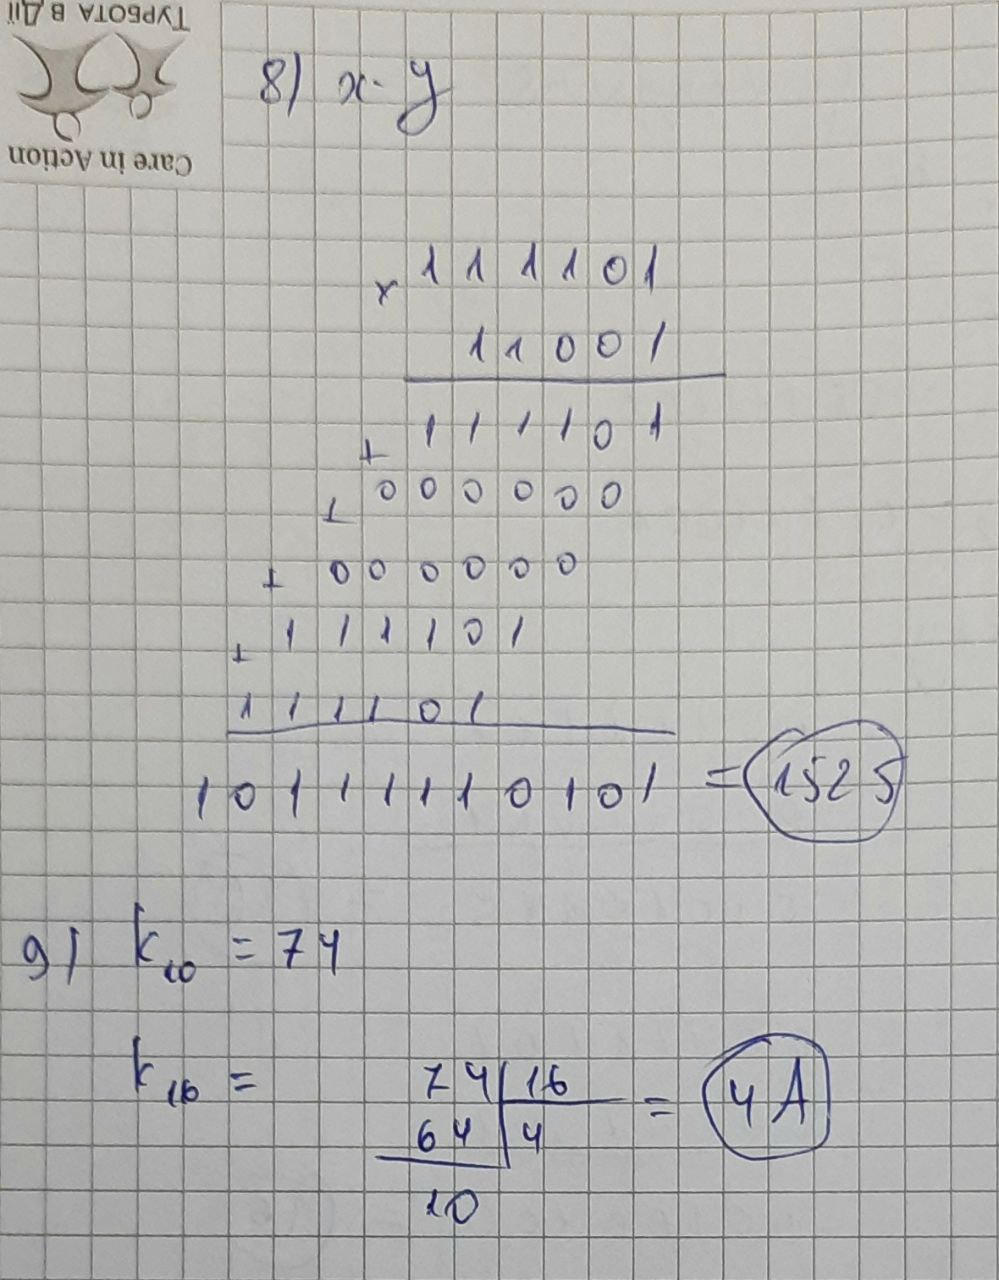 ТУРБОТА В ДІЇ
Care in Action
8) x·y
x 111101
11001
111101
+ 000000
+ 000000
+ 111101
+ 111101
10111110101 = 1525
9) k10 = 74
k16 = 74 | 16 = 4A
64 | 4
10